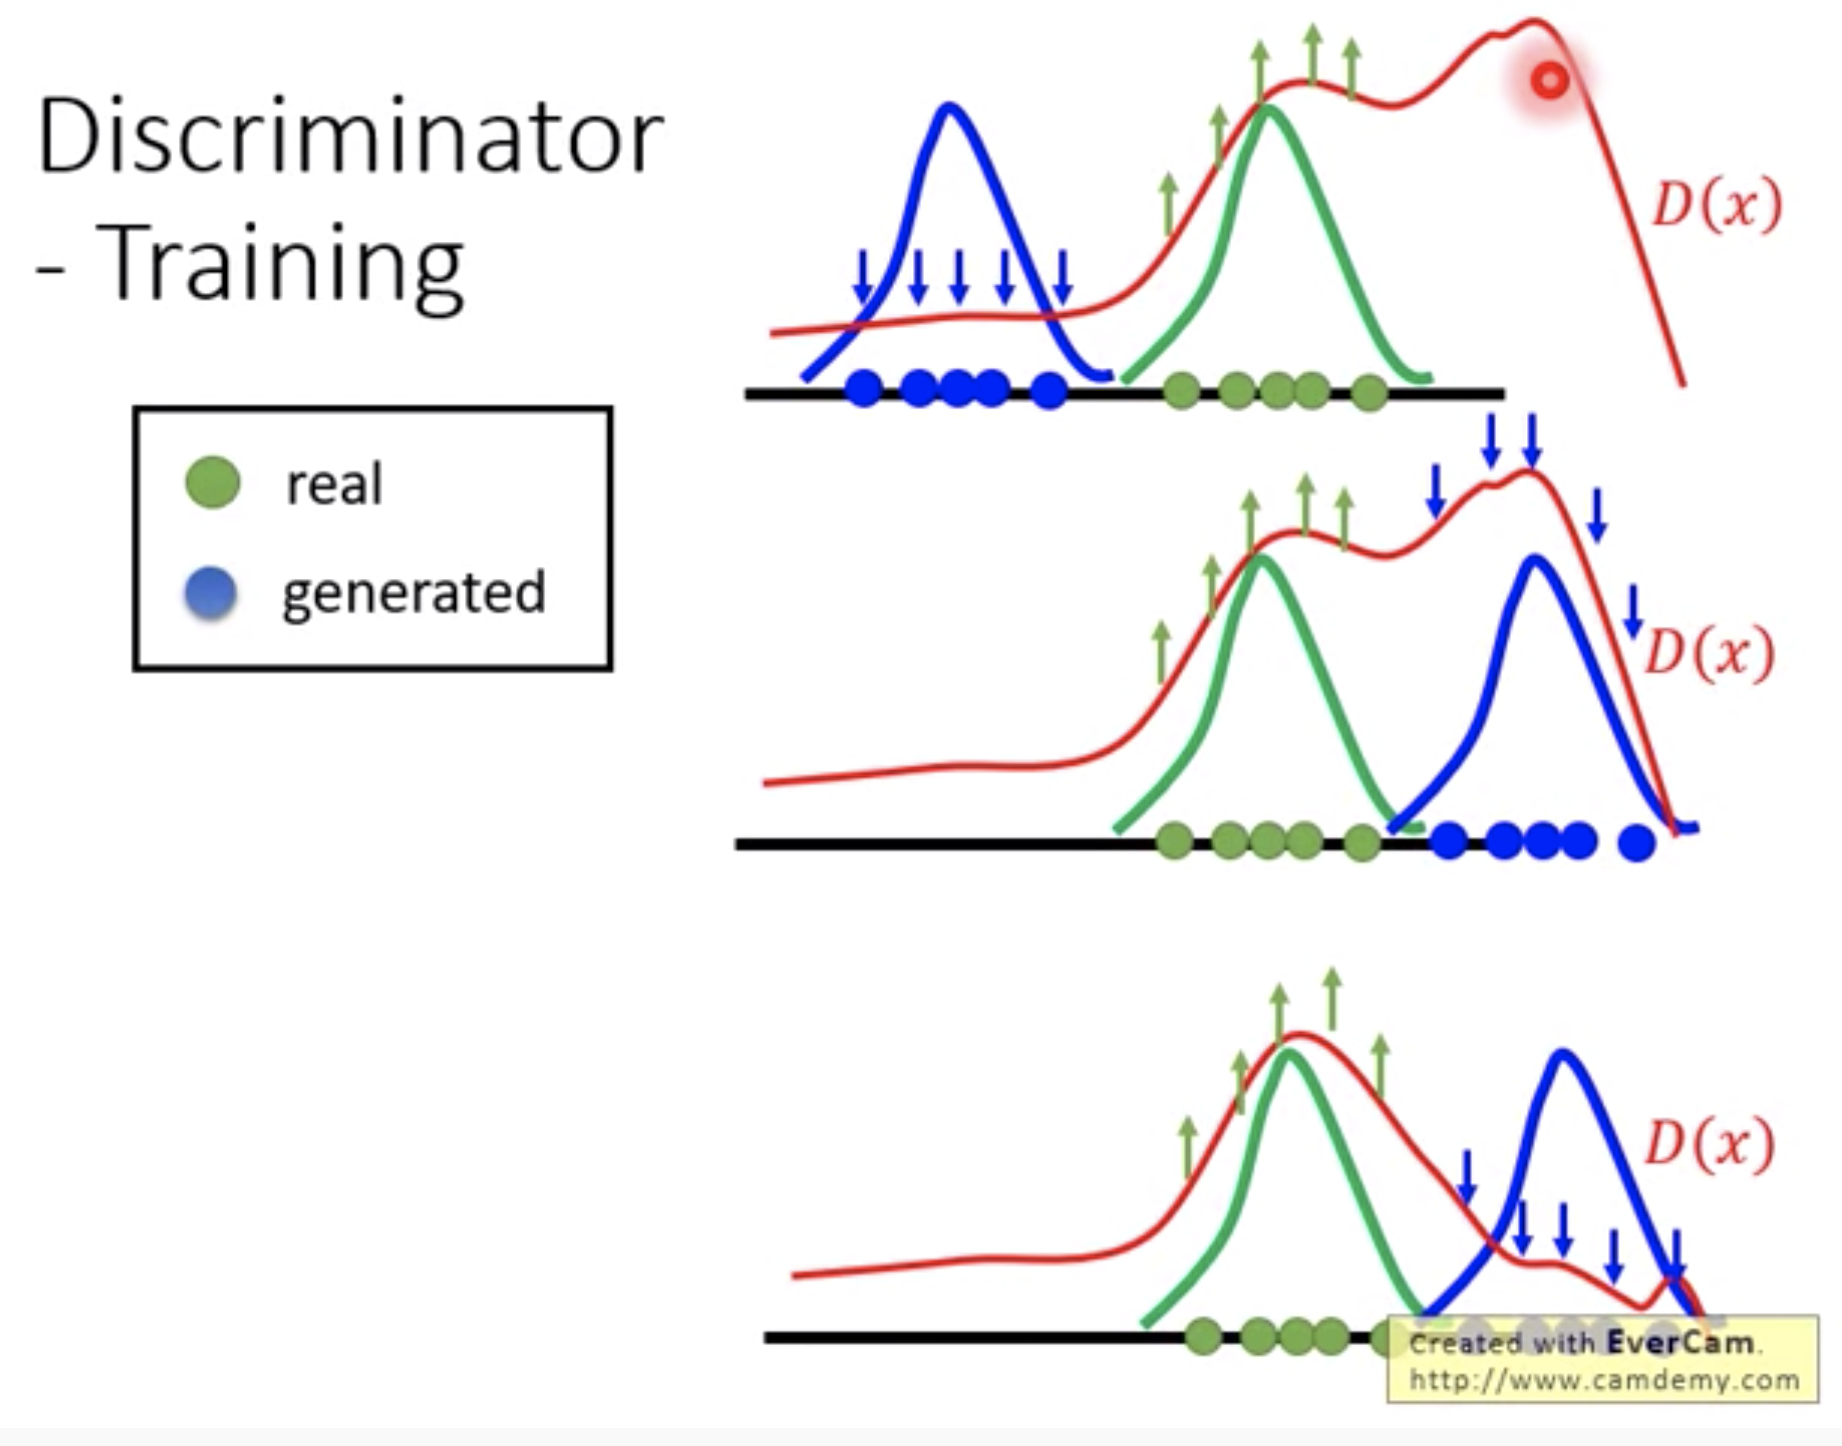 Discriminator
- Training
real
generated
D(x)
D(x)
D(x)
Created with EverCam.
http://www.camdemy.com